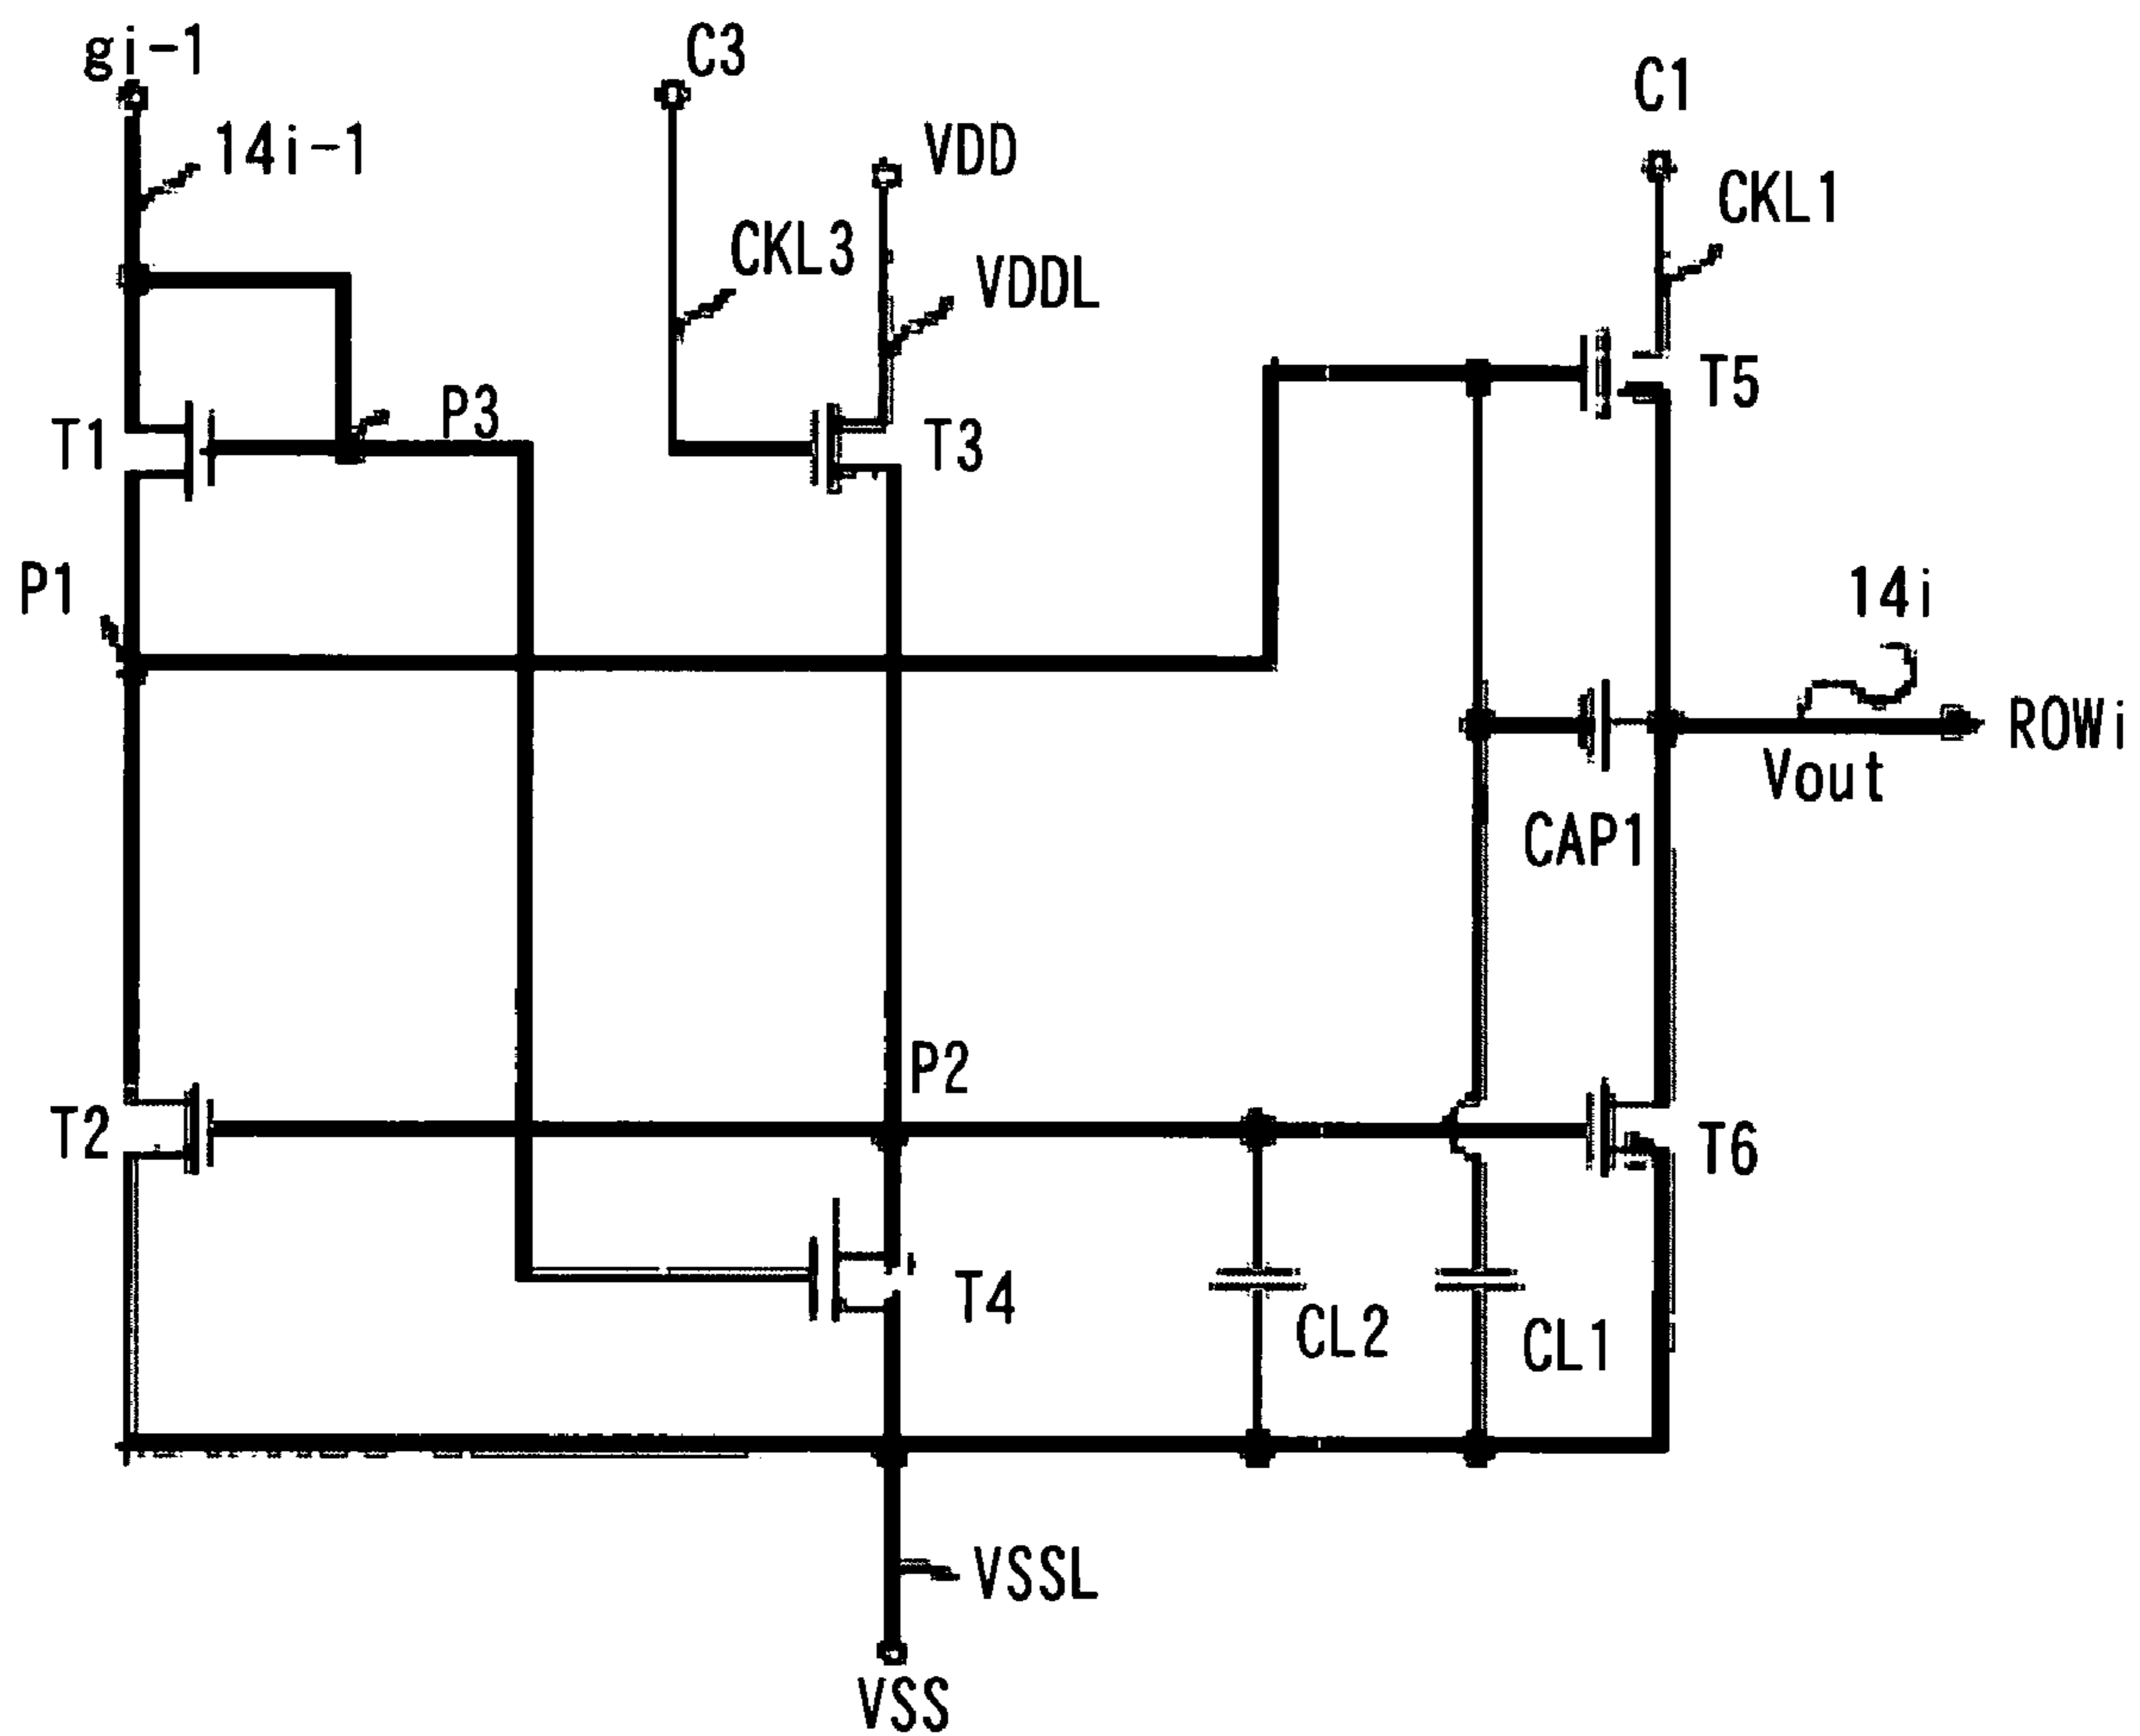 gi-1
C3
C1
14i-1
VDD
CKL1
CKL3
VDDL
T5
P3
T1
T3
P1
14i
ROWi
Vout
CAP1
P2
T2
T6
T4
CL2
CL1
VSSL
VSS